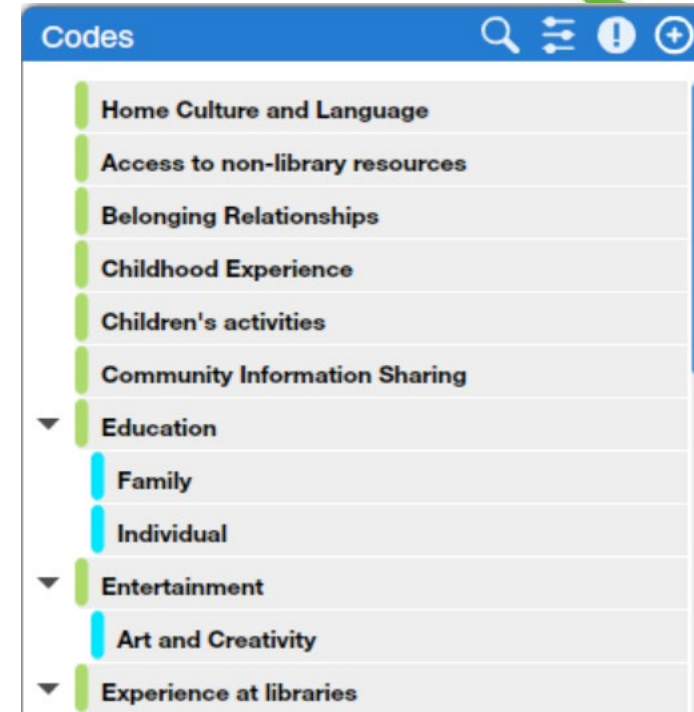 Codes
Home Culture and Language
Access to non-library resources
Belonging Relationships
Childhood Experience
Children's activities
Community Information Sharing
Education
Family
Individual
Entertainment
Art and Creativity
Experience at libraries